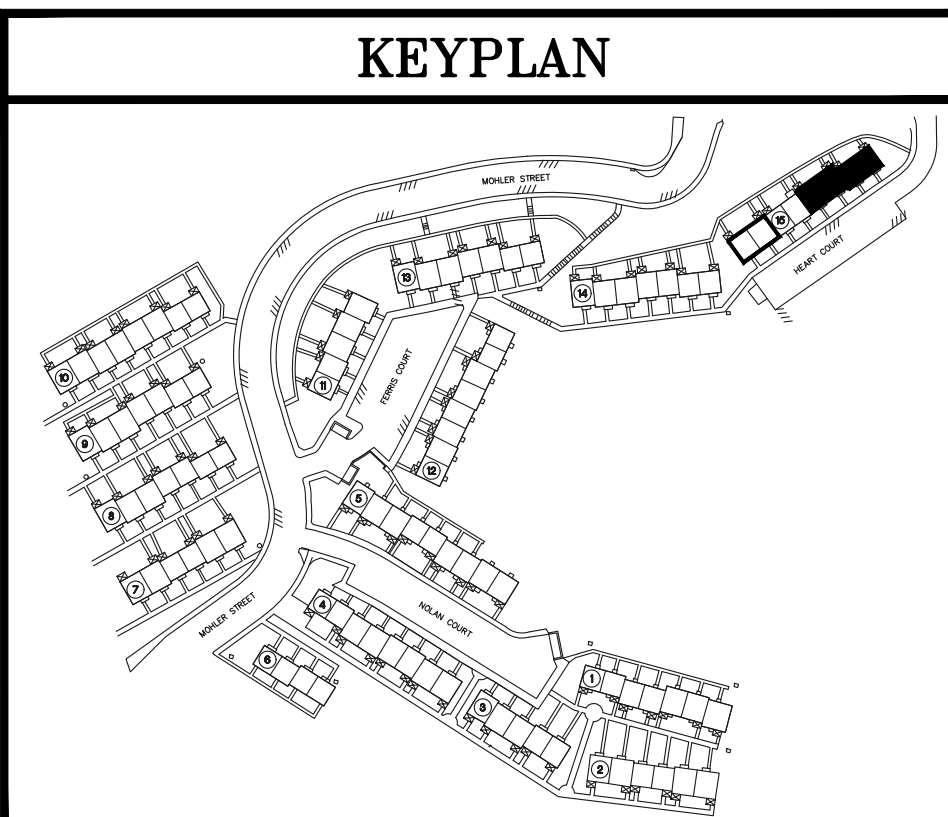 KEYPLAN
MOHLER STREET
15
HEART COURT
13
14
10
11
FERRIS COURT
9
12
5
8
7
4
NOLAN COURT
MOHLER STREET
6
1
3
2